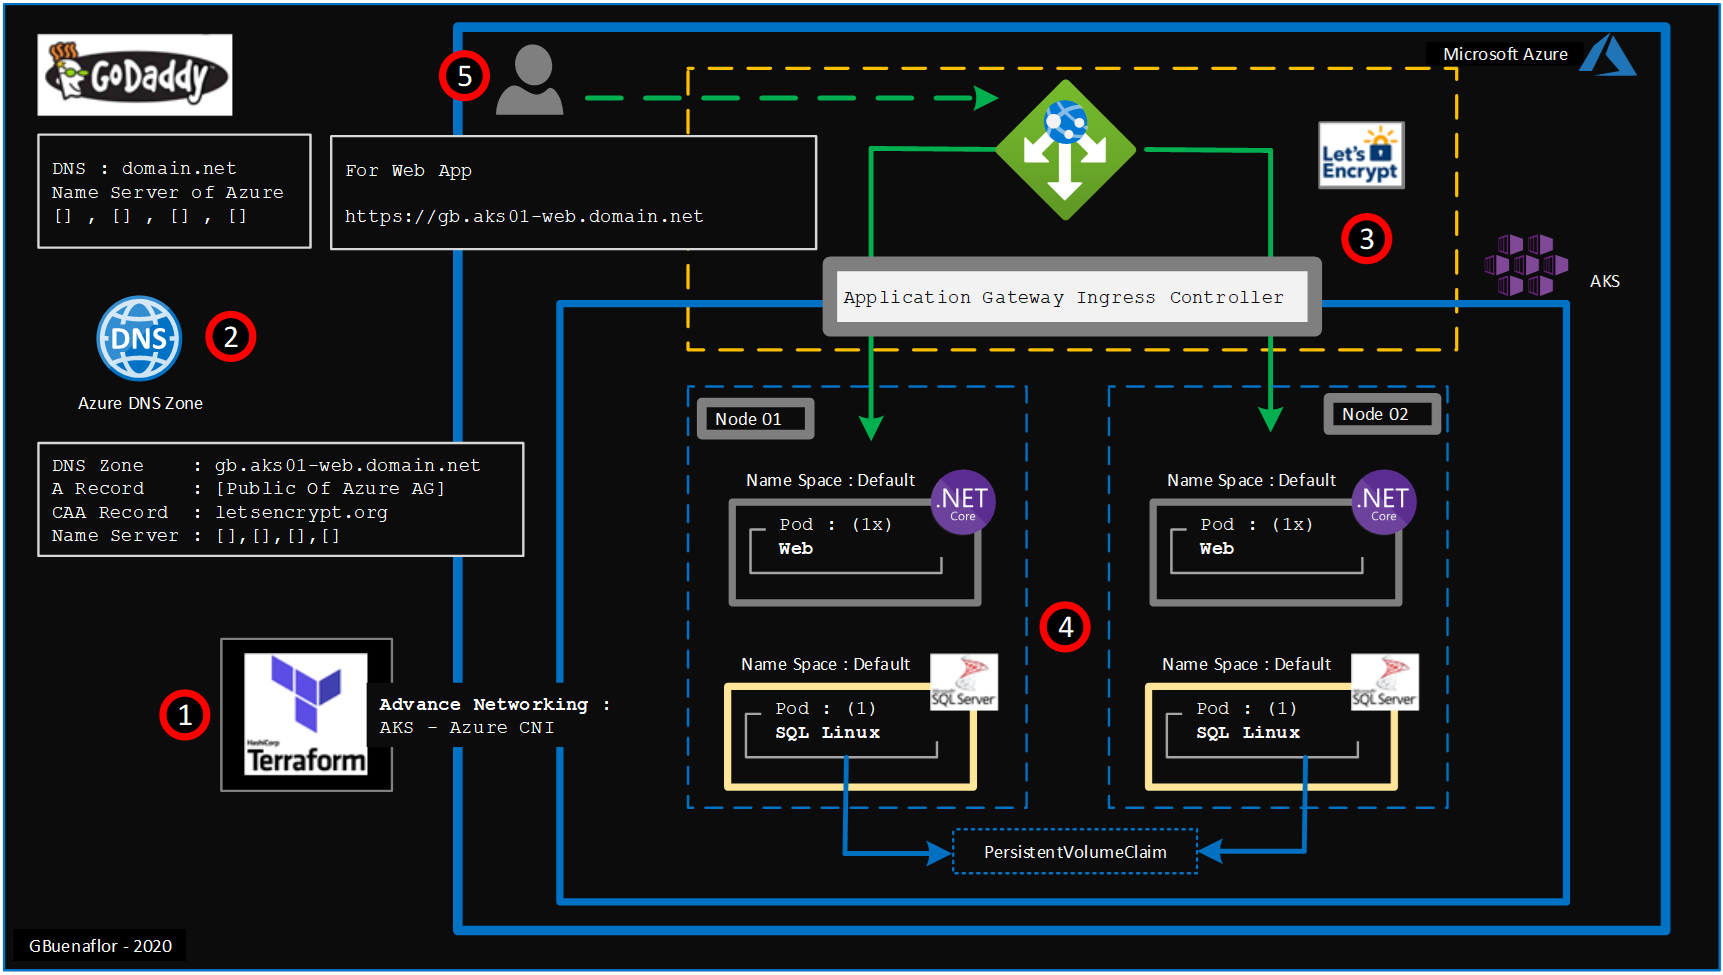 GoDaddy™
DNS : domain.net
Name Server of Azure
[] , [] , [] , []
5
For Web App
https://gb.aks01-web.domain.net
Microsoft Azure
Let's
Encrypt
3
AKS
Application Gateway Ingress Controller
DNS
2
Azure DNS Zone
DNS Zone : gb.aks01-web.domain.net
A Record : [Public Of Azure AG]
CAA Record : letsencrypt.org
Name Server : [],[],[],[]
1
HashiCorp
Terraform
Advance Networking :
AKS - Azure CNI
Node 01
Name Space : Default
.NET
Core
Pod : (1x)
Web
Name Space : Default
Microsoft
SQL Server
Pod : (1)
SQL Linux
4
Node 02
Name Space : Default
.NET
Core
Pod : (1x)
Web
Name Space : Default
Microsoft
SQL Server
Pod : (1)
SQL Linux
PersistentVolumeClaim
GBuenaflor - 2020